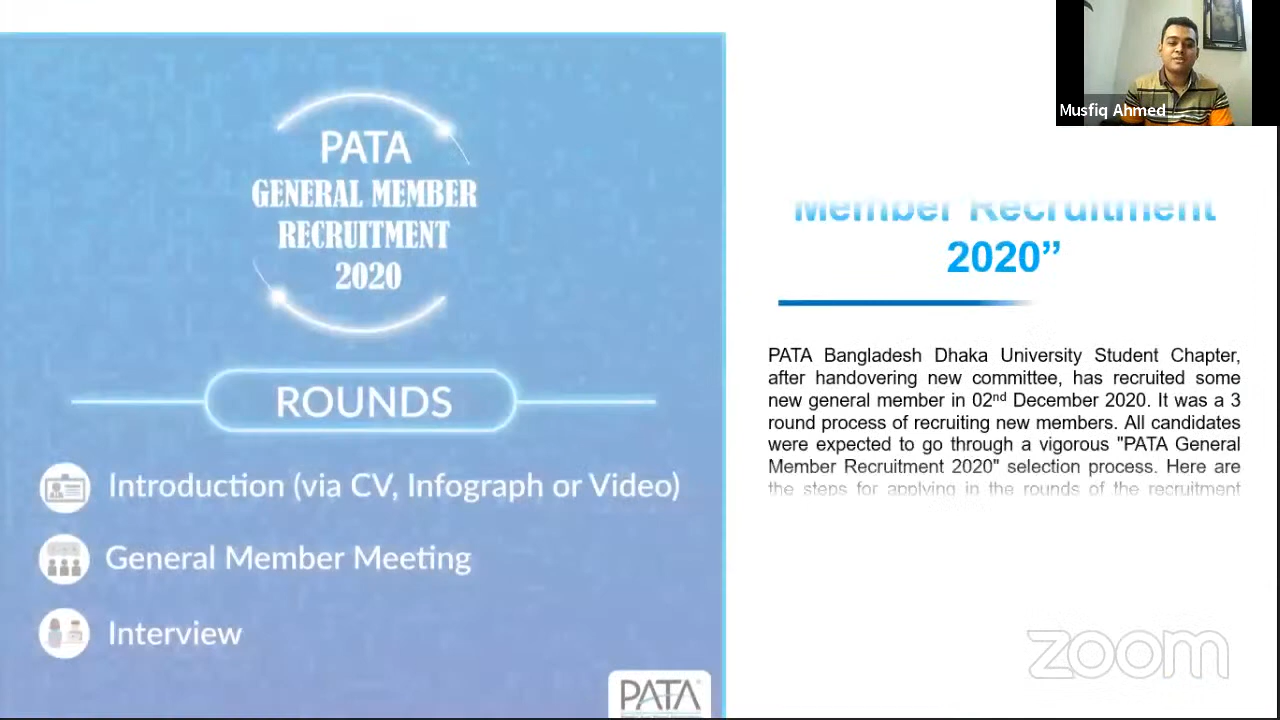 PATA
GENERAL MEMBER
RECRUITMENT
2020
ROUNDS
Introduction (via CV, Infograph or Video)
General Member Meeting
Interview
PATA
Musfiq Ahmed
Member Recruitment
2020”
PATA Bangladesh Dhaka University Student Chapter,
after handovering new committee, has recruited some
new general member in 02nd December 2020. It was a 3
round process of recruiting new members. All candidates
were expected to go through a vigorous "PATA General
Member Recruitment 2020" selection process. Here are
the steps for applying in the rounds of the recruitment
zoom